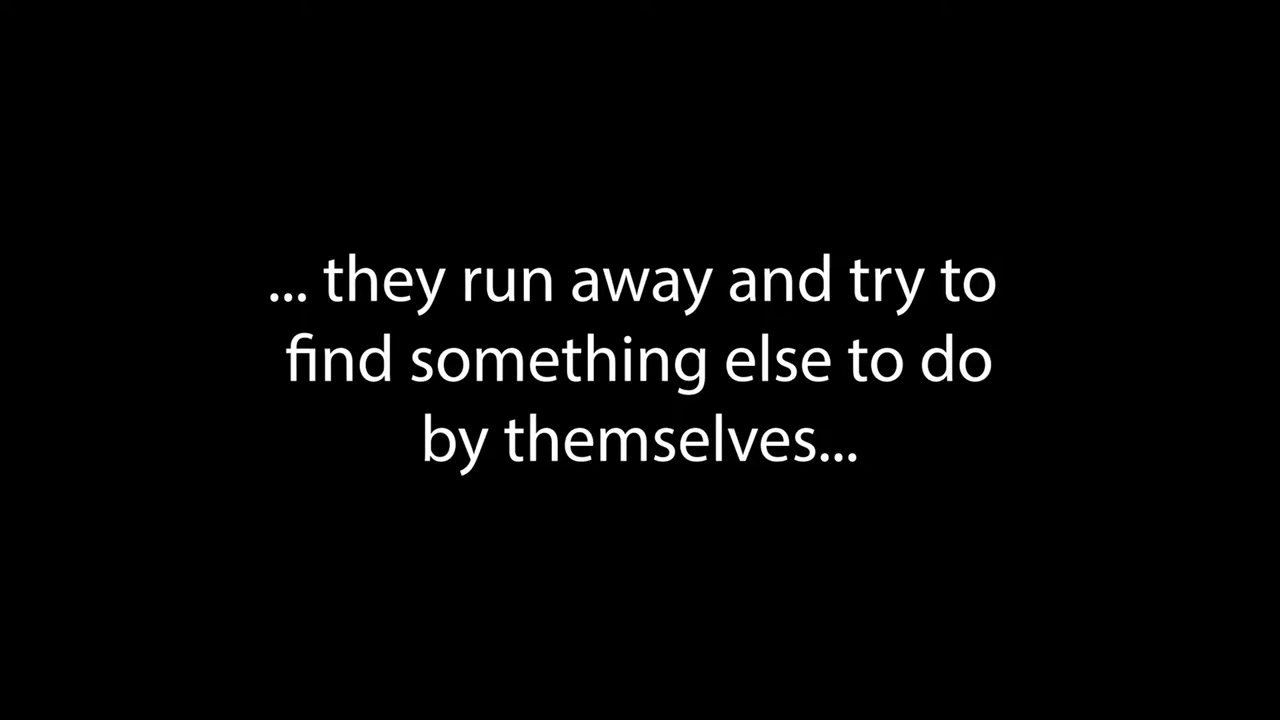 ... they run away and try to
find something else to do
by themselves...